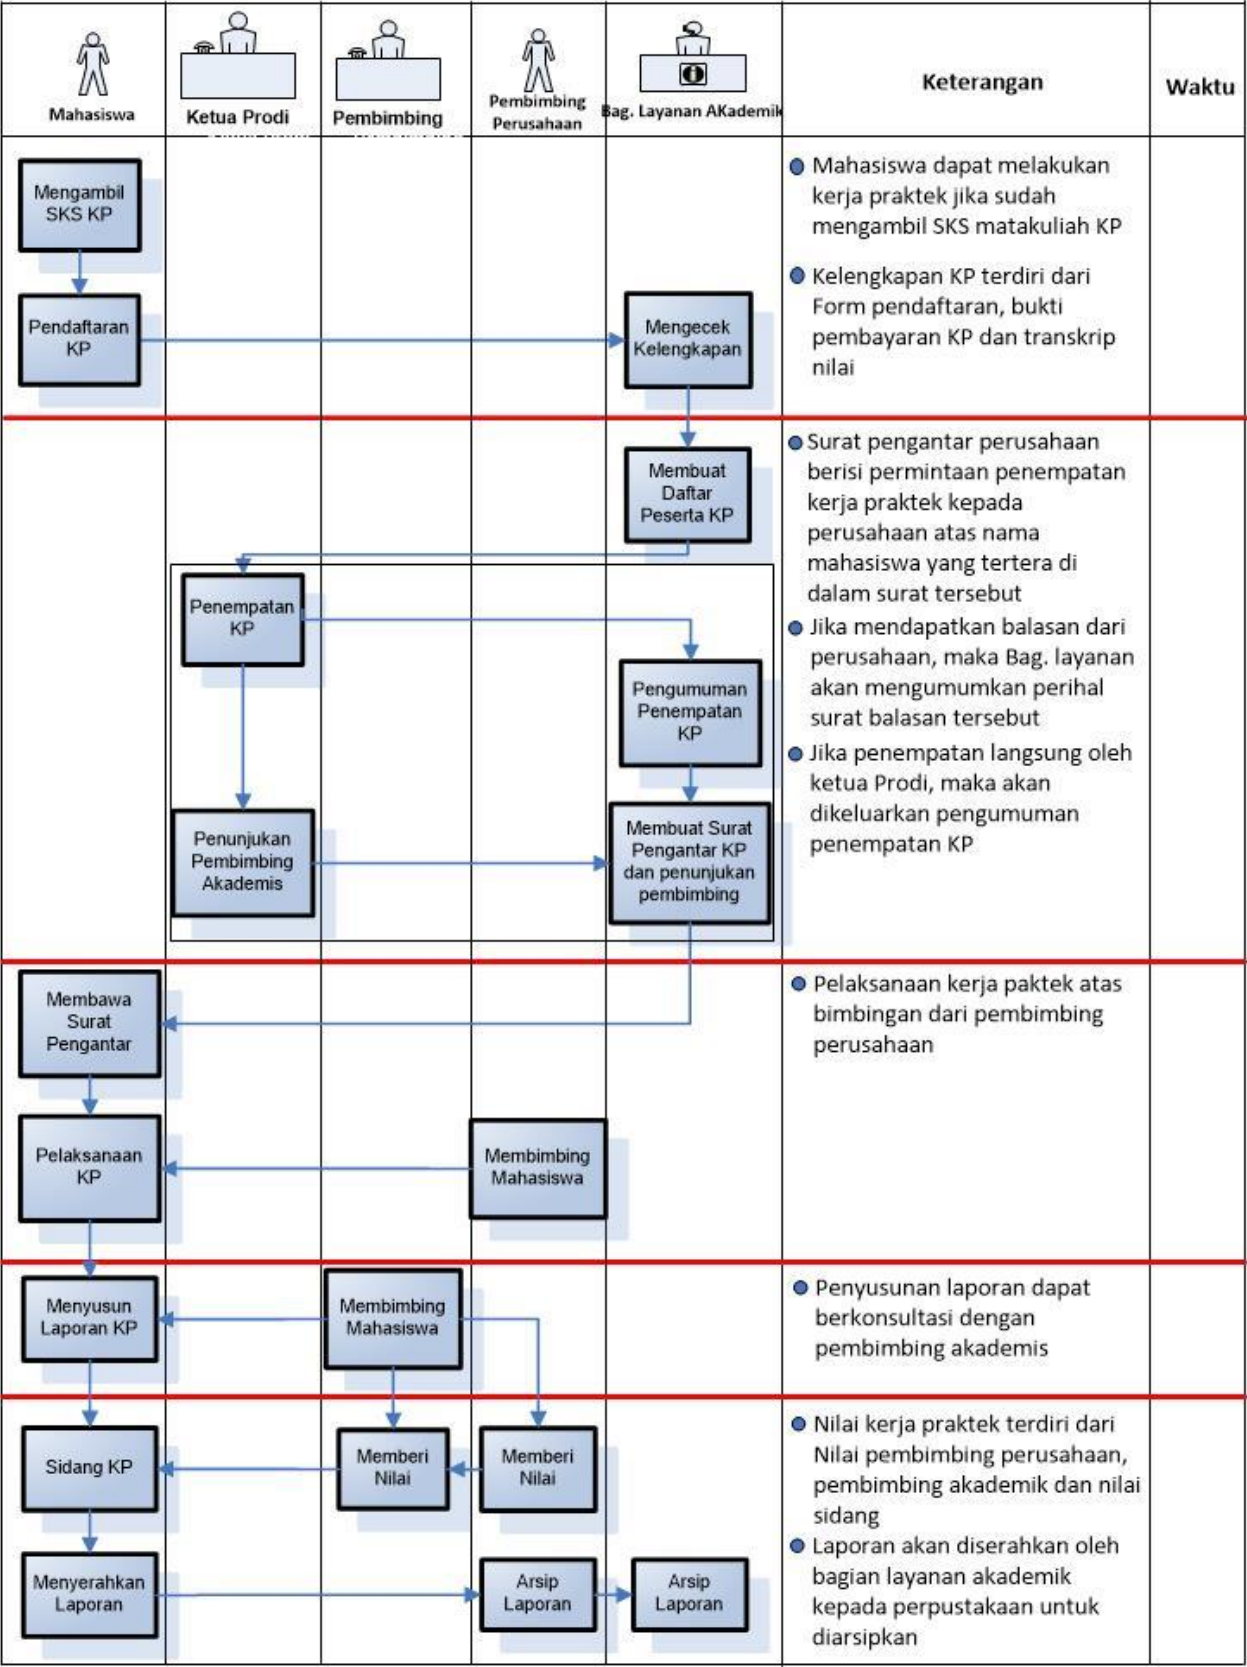 Mahasiswa
Ketua Prodi
Pembimbing
Pembimbing
Perusahaan
Bag. Layanan AKademik
Keterangan
Waktu
Mengambil
SKS KP
Mahasiswa dapat melakukan
kerja praktek jika sudah
mengambil SKS matakuliah KP
Pendaftaran
KP
Mengecek
Kelengkapan
Kelengkapan KP terdiri dari
Form pendaftaran, bukti
pembayaran KP dan transkrip
nilai
Membuat
Daftar
Peserta KP
Surat pengantar perusahaan
berisi permintaan penempatan
kerja praktek kepada
perusahaan atas nama
mahasiswa yang tertera di
dalam surat tersebut
Penempatan
KP
Pengumuman
Penempatan
KP
Jika mendapatkan balasan dari
perusahaan, maka Bag. layanan
akan mengumumkan perihal
surat balasan tersebut
Jika penempatan langsung oleh
ketua Prodi, maka akan
dikeluarkan pengumuman
penempatan KP
Penunjukan
Pembimbing
Akademis
Membuat Surat
Pengantar KP
dan penunjukan
pembimbing
Membawa
Surat
Pengantar
Pelaksanaan kerja paktek atas
bimbingan dari pembimbing
perusahaan
Pelaksanaan
KP
Membimbing
Mahasiswa
Menyusun
Laporan KP
Membimbing
Mahasiswa
Penyusunan laporan dapat
berkonsultasi dengan
pembimbing akademis
Sidang KP
Memberi
Nilai
Memberi
Nilai
Nilai kerja praktek terdiri dari
Nilai pembimbing perusahaan,
pembimbing akademik dan nilai
sidang
Menyerahkan
Laporan
Arsip
Laporan
Arsip
Laporan
Laporan akan diserahkan oleh
bagian layanan akademik
kepada perpustakaan untuk
diarsipkan